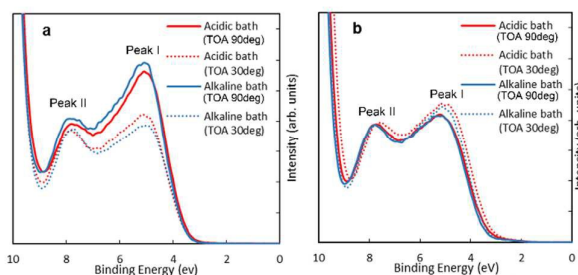 a
Acidic bath
(TOA 90deg)
Acidic bath
(TOA 30deg)
Alkaline bath
(TOA 90deg)
Alkaline bath
(TOA 30deg)
Peak I
Peak II
10
8
6
4
2
0
Binding Energy (ev)
Intensity (arb. units)
b
Acidic bath
(TOA 90deg)
Acidic bath
(TOA 30deg)
Alkaline bath
(TOA 90deg)
Alkaline bath
(TOA 30deg)
Peak I
Peak II
10
8
6
4
2
0
Binding Energy (ev)